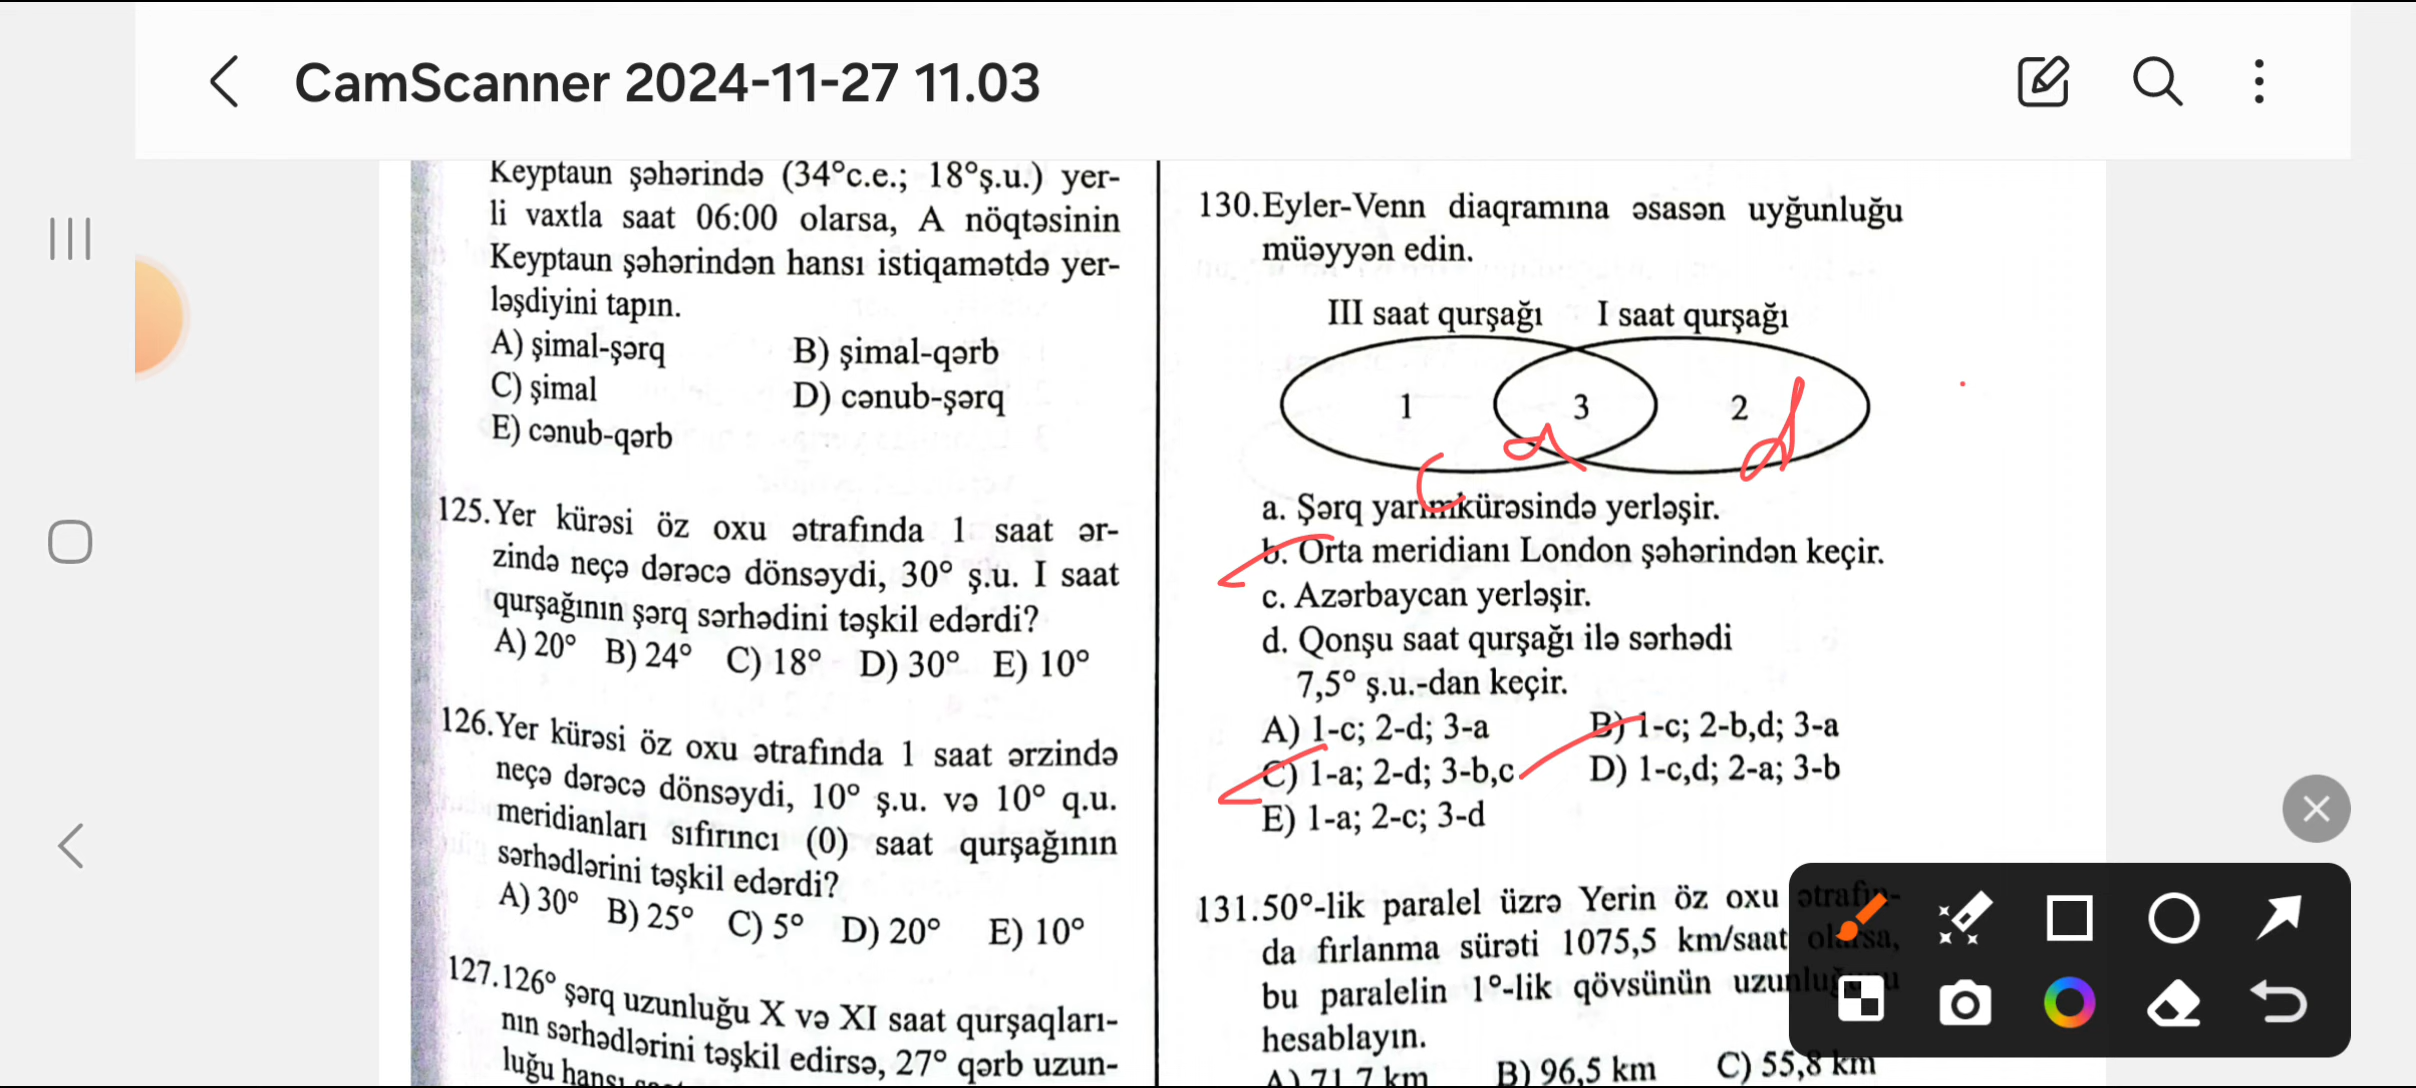 CamScanner 2024-11-27 11.03
Keyptaun şəhərində (34°c.e.; 18°ş.u.) yer-
li vaxtla saat 06:00 olarsa, A nöqtəsinin
Keyptaun şəhərindən hansı istiqamətdə yer-
ləşdiyini tapın.
A) şimal-şərq B) şimal-qərb
C) şimal D) cənub-şərq
E) cənub-qərb
125. Yer kürəsi öz oxu ətrafında 1 saat ər-
zində neçə dərəcə dönsəydi, 30° ş.u. I saat
qurşağının şərq sərhədini təşkil edərdi?
A) 20° B) 24° C) 18° D) 30° E) 10°
126. Yer kürəsi öz oxu ətrafında 1 saat ərzində
neçə dərəcə dönsəydi, 10° ş.u. və 10° q.u.
meridianları sıfırıncı (0) saat qurşağının
sərhədlərini təşkil edərdi?
A) 30° B) 25° C) 5° D) 20° E) 10°
127. 126° şərq uzunluğu X və XI saat qurşaqları-
nın sərhədlərini təşkil edirsə, 27° qərb uzun-
luğu hansı
130. Eyler-Venn diaqramına əsasən uyğunluğu
müəyyən edin.
III saat qurşağı I saat qurşağı
1 3 2
c a d
a. Şərq yarımkürəsində yerləşir.
b. Orta meridianı London şəhərindən keçir.
c. Azərbaycan yerləşir.
d. Qonşu saat qurşağı ilə sərhədi
7,5° ş.u.-dan keçir.
A) 1-c; 2-d; 3-a B) 1-c; 2-b,d; 3-a
C) 1-a; 2-d; 3-b,c D) 1-c,d; 2-a; 3-b
E) 1-a; 2-c; 3-d
131. 50°-lik paralel üzrə Yerin öz oxu ətrafın-
da fırlanma sürəti 1075,5 km/saat olarsa,
bu paralelin 1°-lik qövsünün uzunluğunu
hesablayın.
A) 71,7 km B) 96,5 km C) 55,8 km